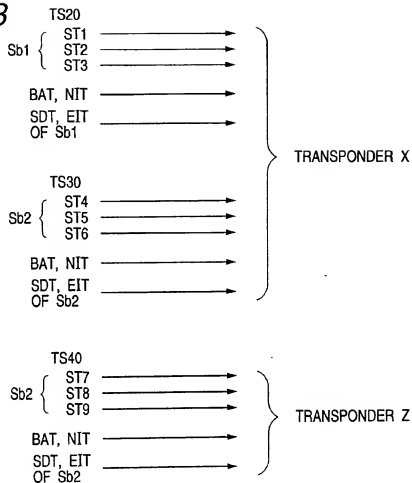 3
TS20
Sb1 { ST1
ST2
ST3
BAT, NIT
SDT, EIT
OF Sb1
TRANSPONDER X
TS30
Sb2 { ST4
ST5
ST6
BAT, NIT
SDT, EIT
OF Sb2
TS40
Sb2 { ST7
ST8
ST9
BAT, NIT
SDT, EIT
OF Sb2
TRANSPONDER Z